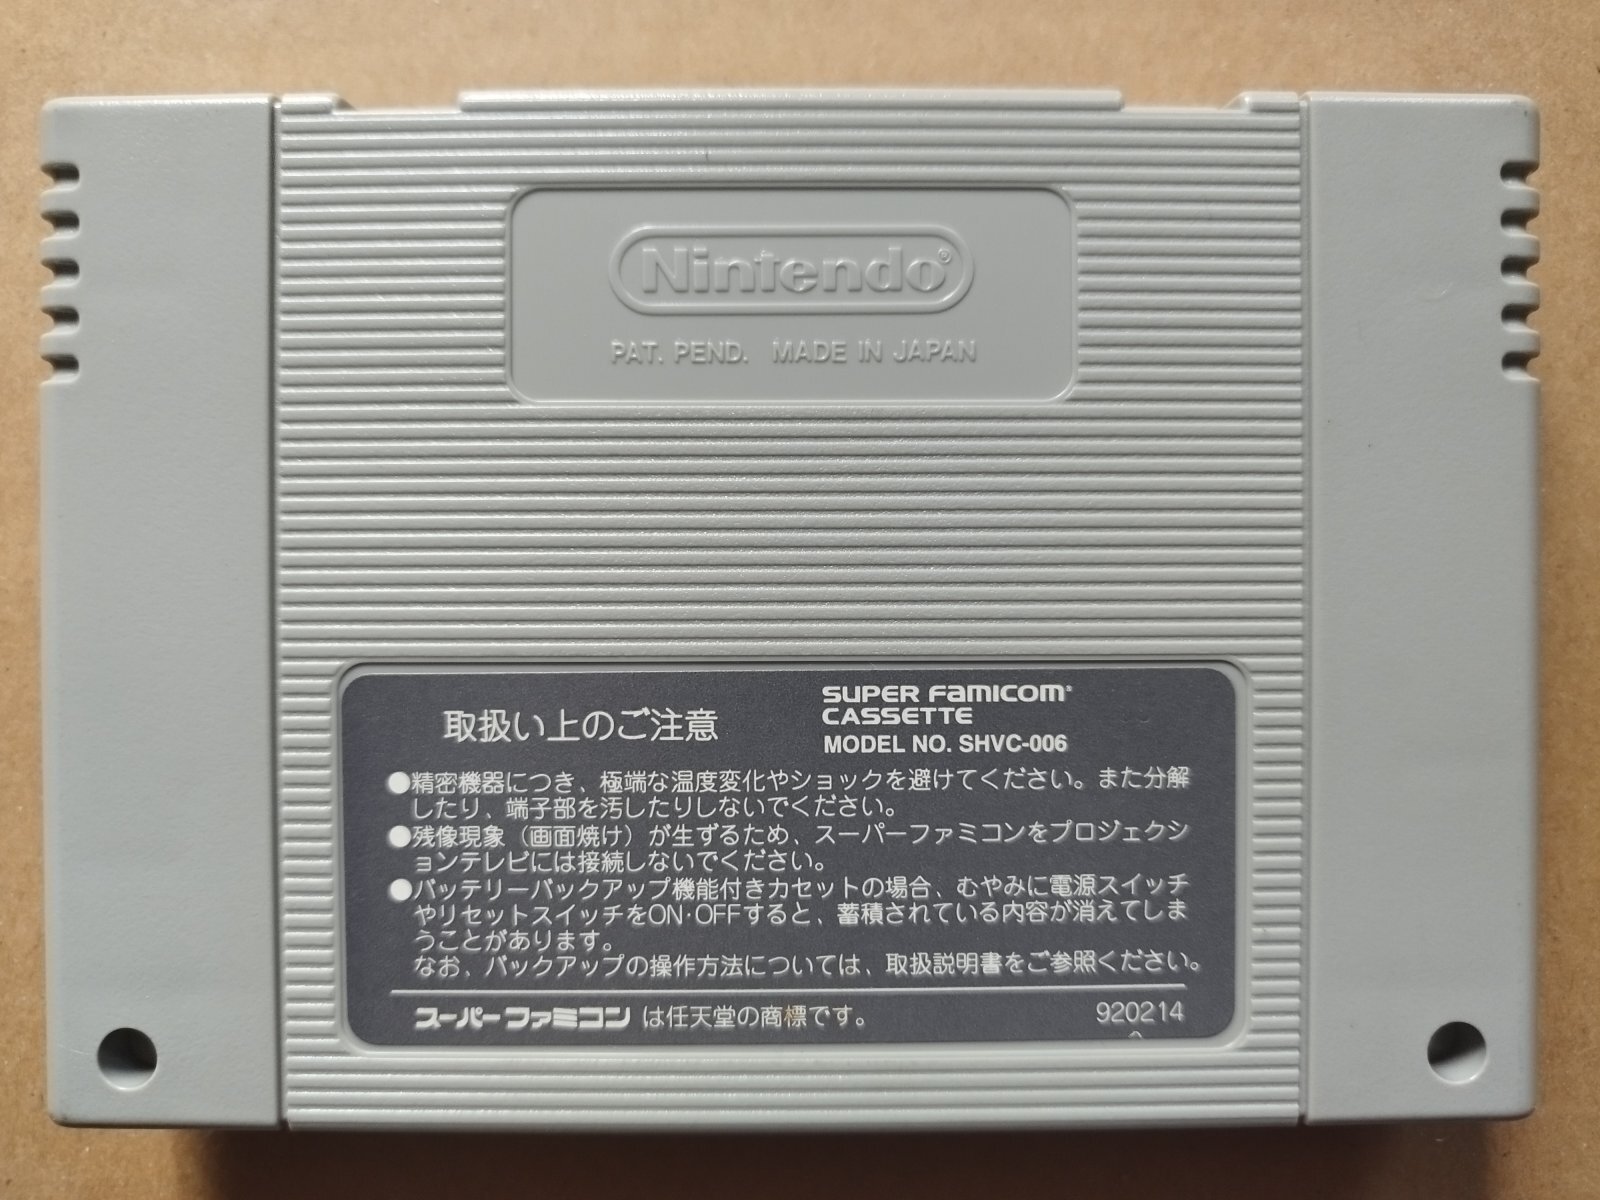 Nintendo®
PAT. PEND. MADE IN JAPAN
取扱い上のご注意
SUPER FAMICOM®
CASSETTE
MODEL NO. SHVC-006
●精密機器につき、極端な温度変化やショックを避けてください。また分解
したり、端子部を汚したりしないでください。
●残像現象（画面焼け）が生ずるため、スーパーファミコンをプロジェクシ
ョンテレビには接続しないでください。
●バッテリーバックアップ機能付きカセットの場合、むやみに電源スイッチ
やリセットスイッチをON･OFFすると、蓄積されている内容が消えてしま
うことがあります。
なお、バックアップの操作方法については、取扱説明書をご参照ください。
スーパーファミコン は任天堂の商標です。
920214